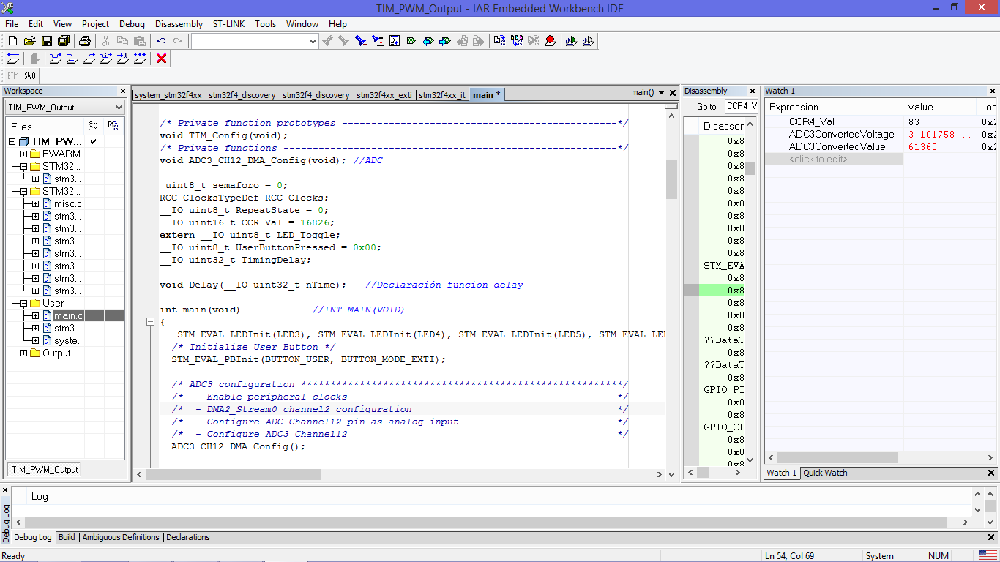 TIM_PWM_Output - IAR Embedded Workbench IDE
File Edit View Project Debug Disassembly ST-LINK Tools Window Help
ETM SWO
Workspace
TIM_PWM_Output
Files
TIM_PW...
EWARM
STM32...
stm3...
STM32...
misc.c
stm3...
stm3...
stm3...
stm3...
stm3...
stm3...
stm3...
User
main.c
stm3...
syste...
Output
TIM_PWM_Output
system_stm32f4xx | stm32f4_discovery | stm32f4_discovery | stm32f4xx_exti | stm32f4xx_it main * main()
/* Private function prototypes -----------------------------------------------*/
void TIM_Config(void);
/* Private functions ---------------------------------------------------------*/
void ADC3_CH12_DMA_Config(void); //ADC
uint8_t semaforo = 0;
RCC_ClocksTypeDef RCC_Clocks;
__IO uint8_t RepeatState = 0;
__IO uint16_t CCR_Val = 16826;
extern __IO uint8_t LED_Toggle;
__IO uint8_t UserButtonPressed = 0x00;
__IO uint32_t TimingDelay;
void Delay(__IO uint32_t nTime); //Declaración funcion delay
int main(void) //INT MAIN(VOID)
{
STM_EVAL_LEDInit(LED3), STM_EVAL_LEDInit(LED4), STM_EVAL_LEDInit(LED5), STM_EVAL_LE
/* Initialize User Button */
STM_EVAL_PBInit(BUTTON_USER, BUTTON_MODE_EXTI);
/* ADC3 configuration *******************************************************/
/* - Enable peripheral clocks */
/* - DMA2_Stream0 channel2 configuration */
/* - Configure ADC Channel12 pin as analog input */
/* - Configure ADC3 Channel12 */
ADC3_CH12_DMA_Config();
Disassembly
Go to CCR4_V
Disasser
0x8
0x8
0x8
0x8
0x8
0x8
0x8
0x8
0x8
0x8
STM_EVA
0x8
0x8
0x8
0x8
0x8
??DataT
0x8
??DataT
0x8
GPIO_PI
0x8
0x8
GPIO_CI
0x8
0x8
0x8
Watch 1
Expression Value Loc
CCR4_Val 83 0x2
ADC3ConvertedVoltage 3.101758... 0x2
ADC3ConvertedValue 61360 0x2
<click to edit>
Watch 1 Quick Watch
Debug Log
Log
Debug Log Build Ambiguous Definitions Declarations
Ready Ln 54, Col 69 System NUM